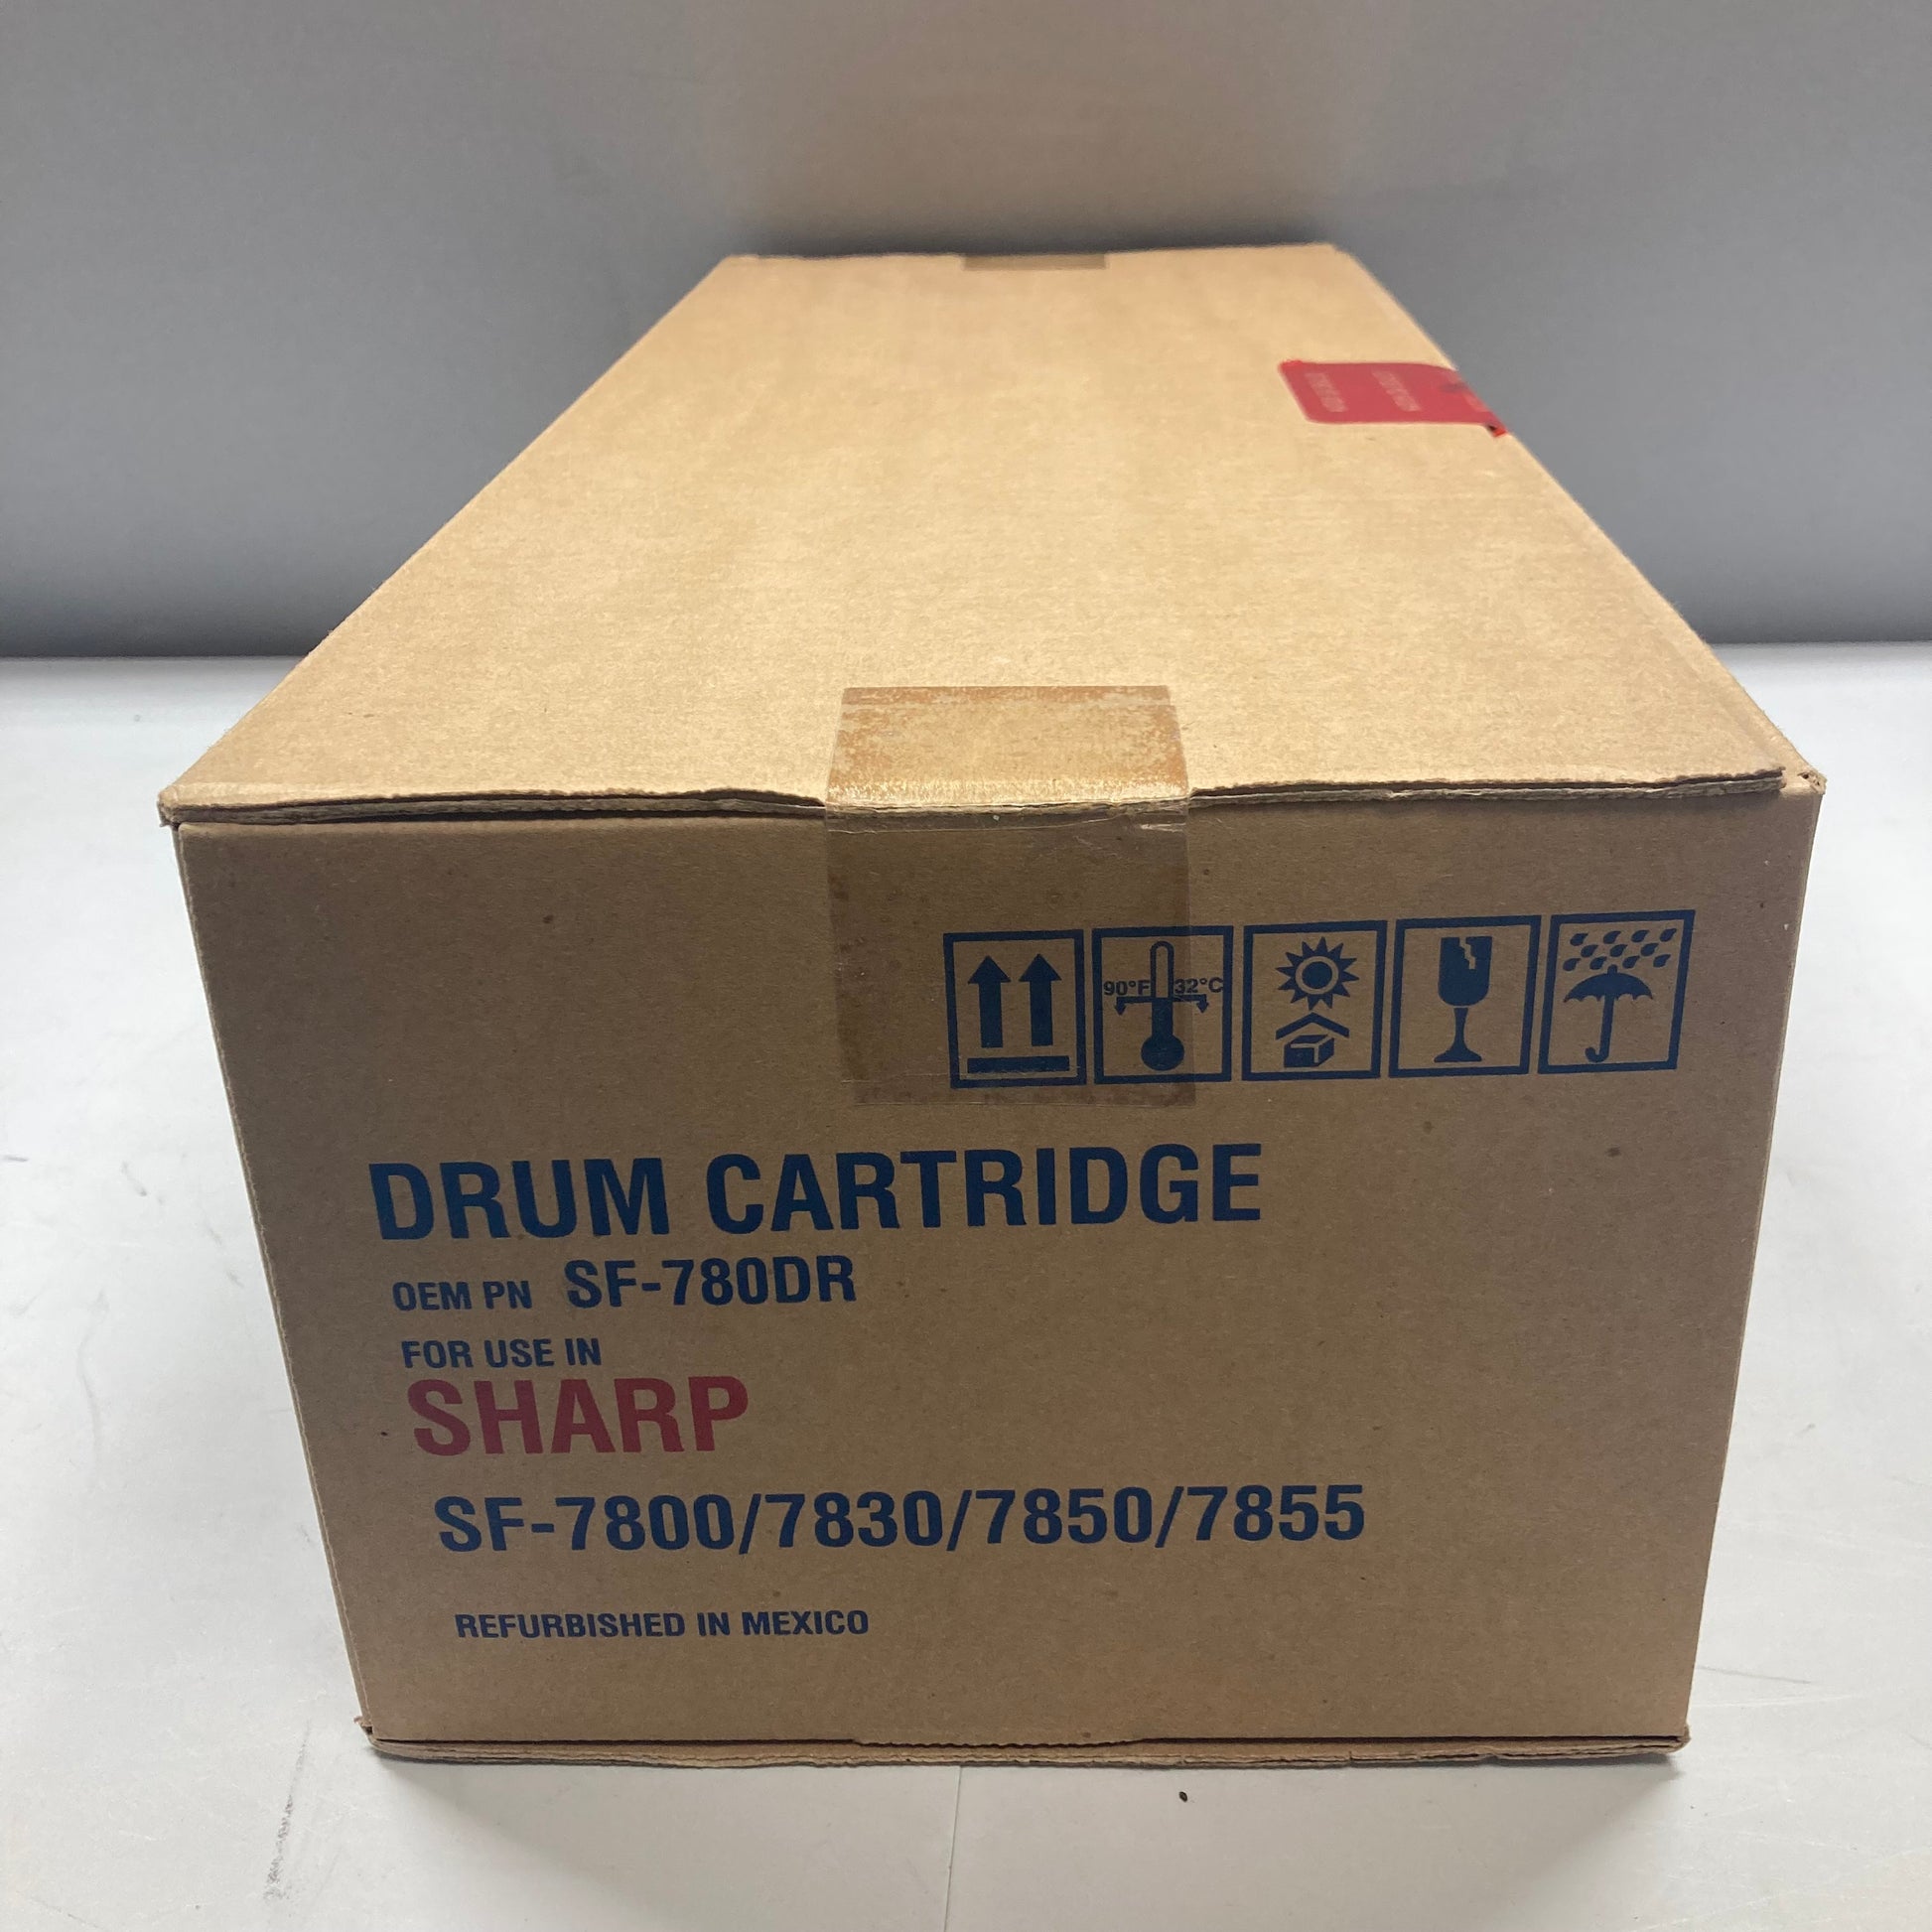 90°F 32°C
DRUM CARTRIDGE
OEM PN SF-780DR
FOR USE IN
SHARP
SF-7800/7830/7850/7855
REFURBISHED IN MEXICO